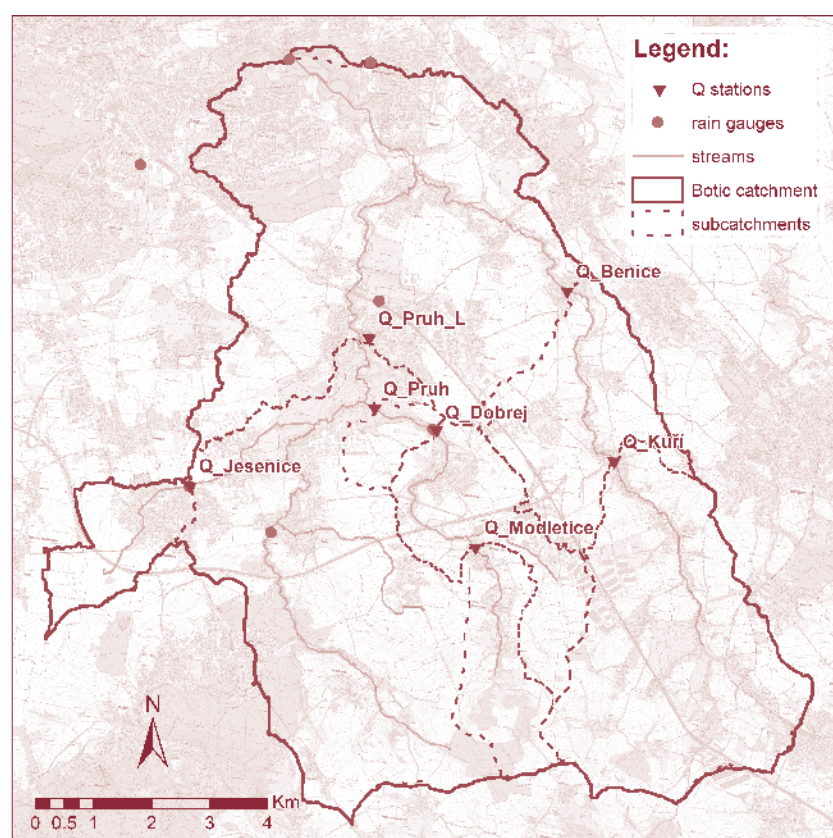 Legend:
Q stations
rain gauges
streams
Botic catchment
subcatchments
Q_Benice
Q_Pruh_L
Q_Pruh
Q_Dobrej
Q_Kuří
Q_Jesenice
Q_Modletice
N
Km
0 0.5 1 2 3 4